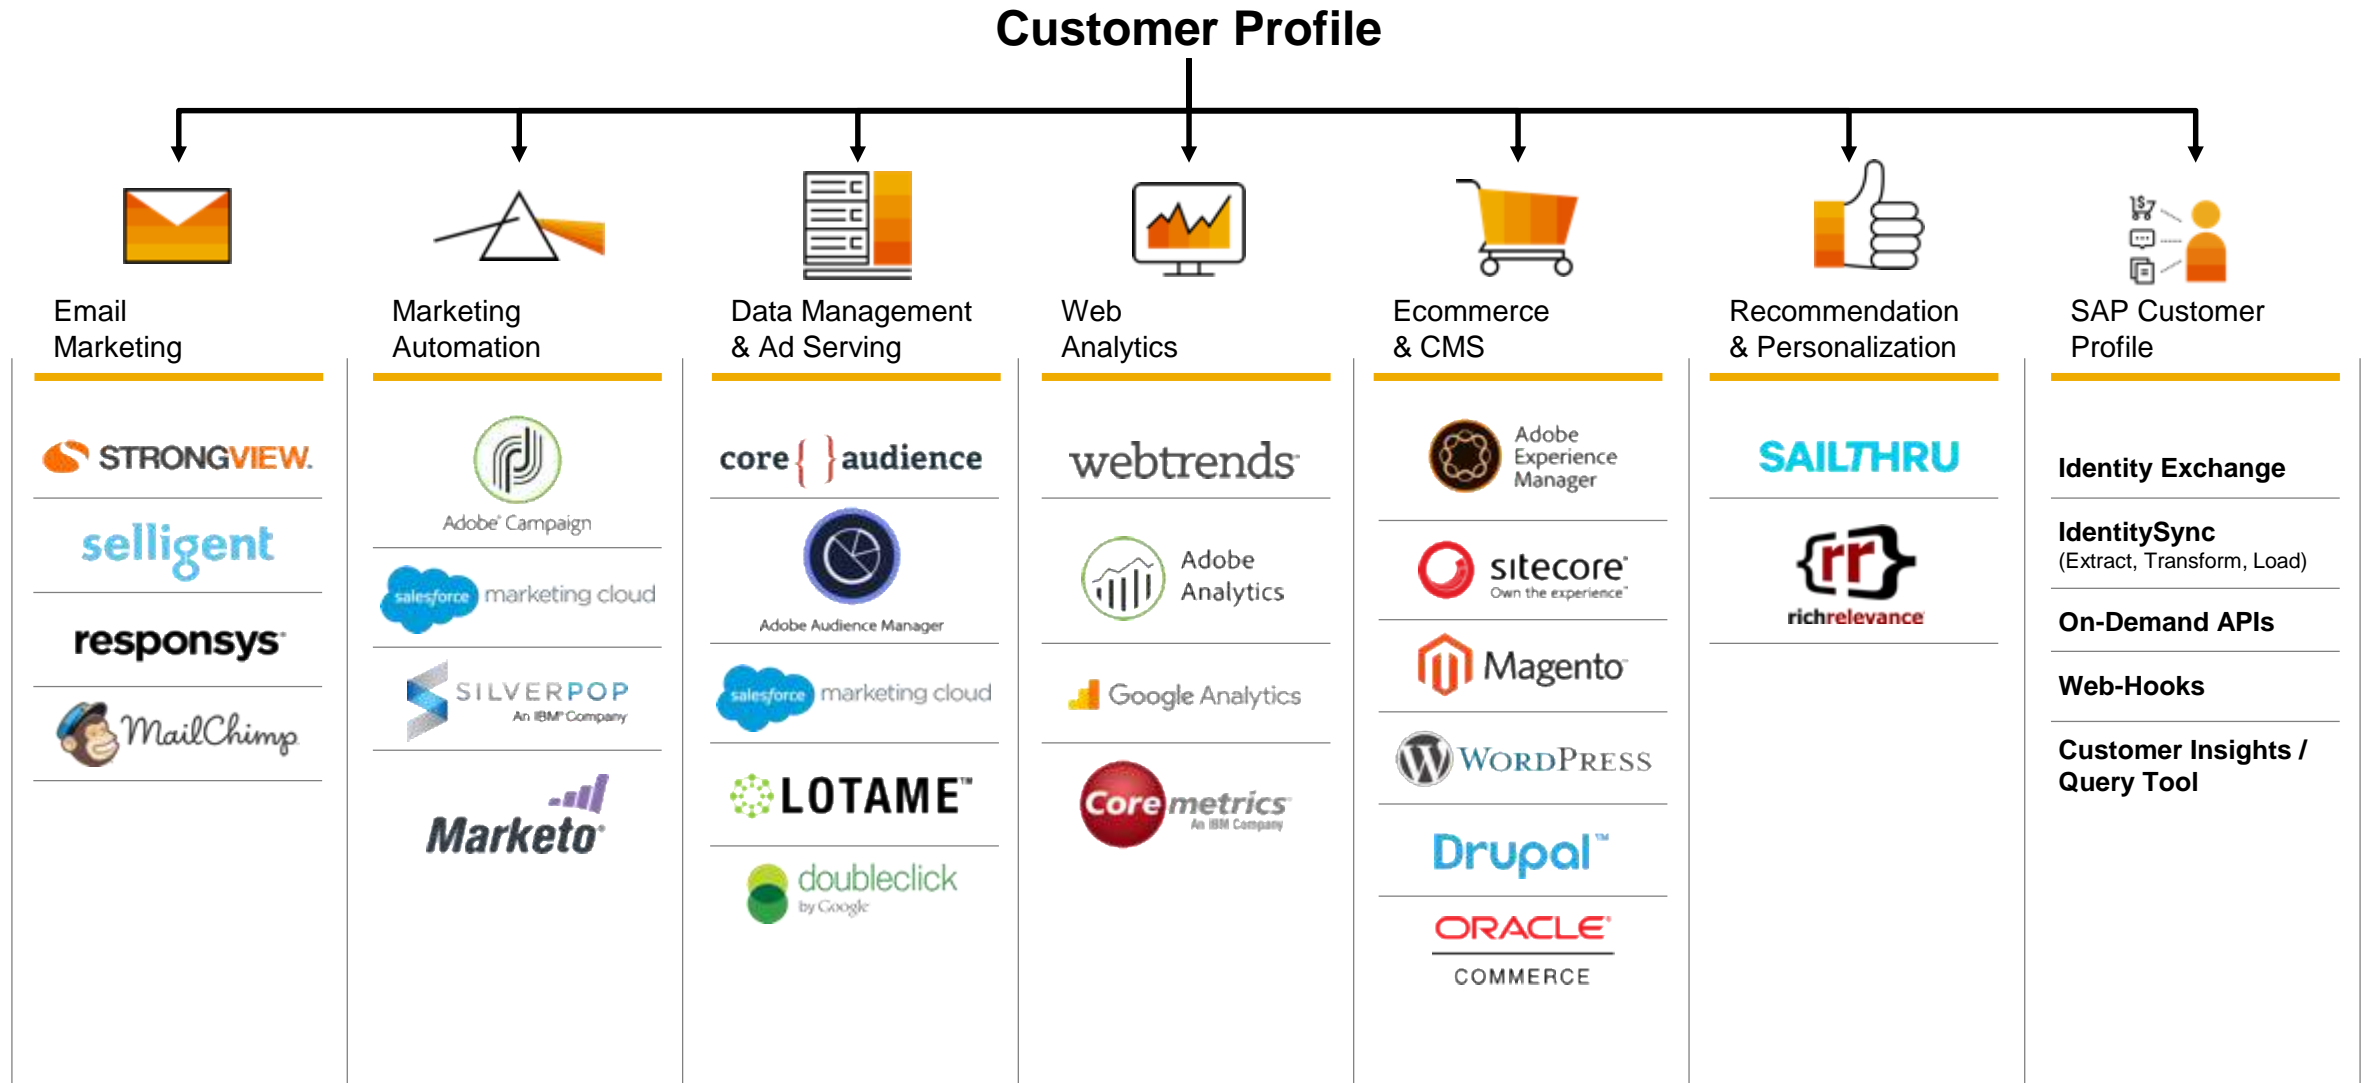 Customer Profile
Email
Marketing
STRONGVIEW.
selligent
responsys
MailChimp
Marketing
Automation
Adobe® Campaign
salesforce marketing cloud
SILVERPOP
An IBM® Company
Marketo®
Data Management
& Ad Serving
core{ }audience
Adobe Audience Manager
salesforce marketing cloud
LOTAME™
doubleclick
by Google
Web
Analytics
webtrends
Adobe
Analytics
Google Analytics
Coremetrics
An IBM Company
Ecommerce
& CMS
Adobe
Experience
Manager
sitecore®
Own the experience™
Magento
WORDPRESS
Drupal™
ORACLE®
COMMERCE
Recommendation
& Personalization
SAILTHRU
{rr}
richrelevance
SAP Customer
Profile
Identity Exchange
IdentitySync
(Extract, Transform, Load)
On-Demand APIs
Web-Hooks
Customer Insights /
Query Tool